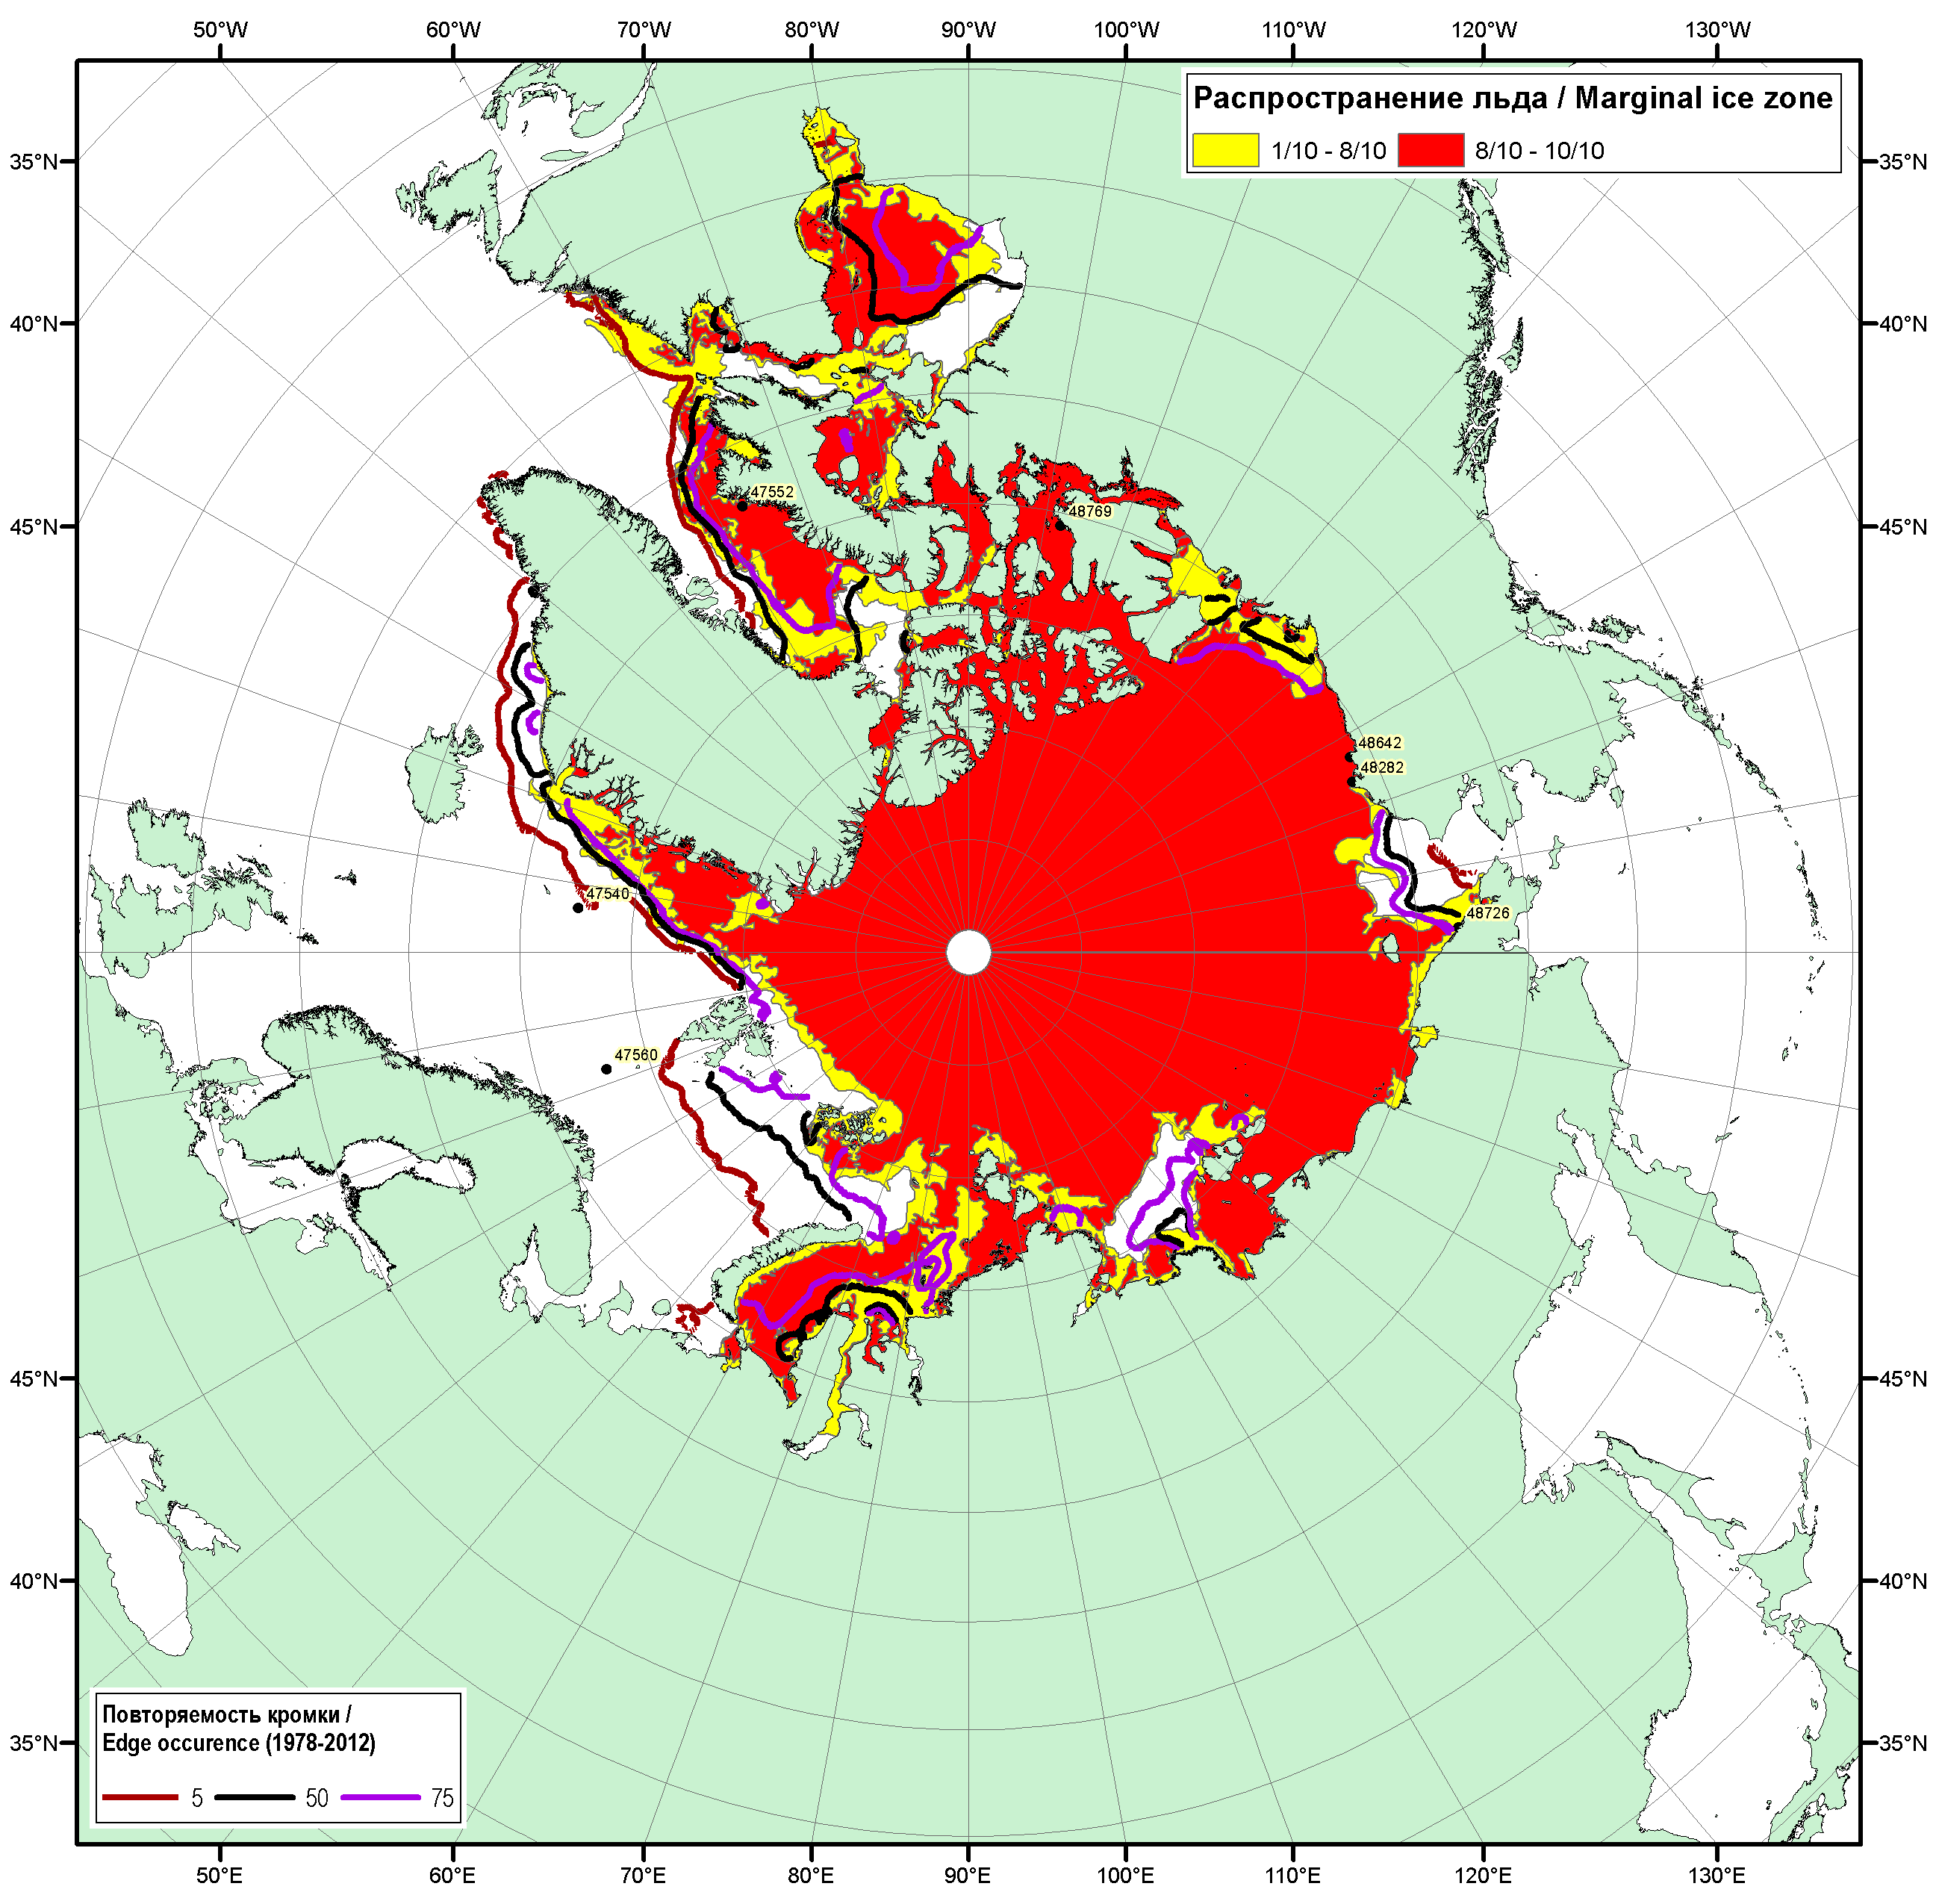 50°W 60°W 70°W 80°W 90°W 100°W 110°W 120°W 130°W
Распространение льда / Marginal ice zone
1/10 - 8/10 8/10 - 10/10
35°N 35°N
40°N 40°N
47552
48769
45°N 45°N
48642
48282
47540
48726
47560
45°N 45°N
40°N 40°N
Повторяемость кромки /
Edge occurence (1978-2012)
35°N 35°N
5 50 75
50°E 60°E 70°E 80°E 90°E 100°E 110°E 120°E 130°E